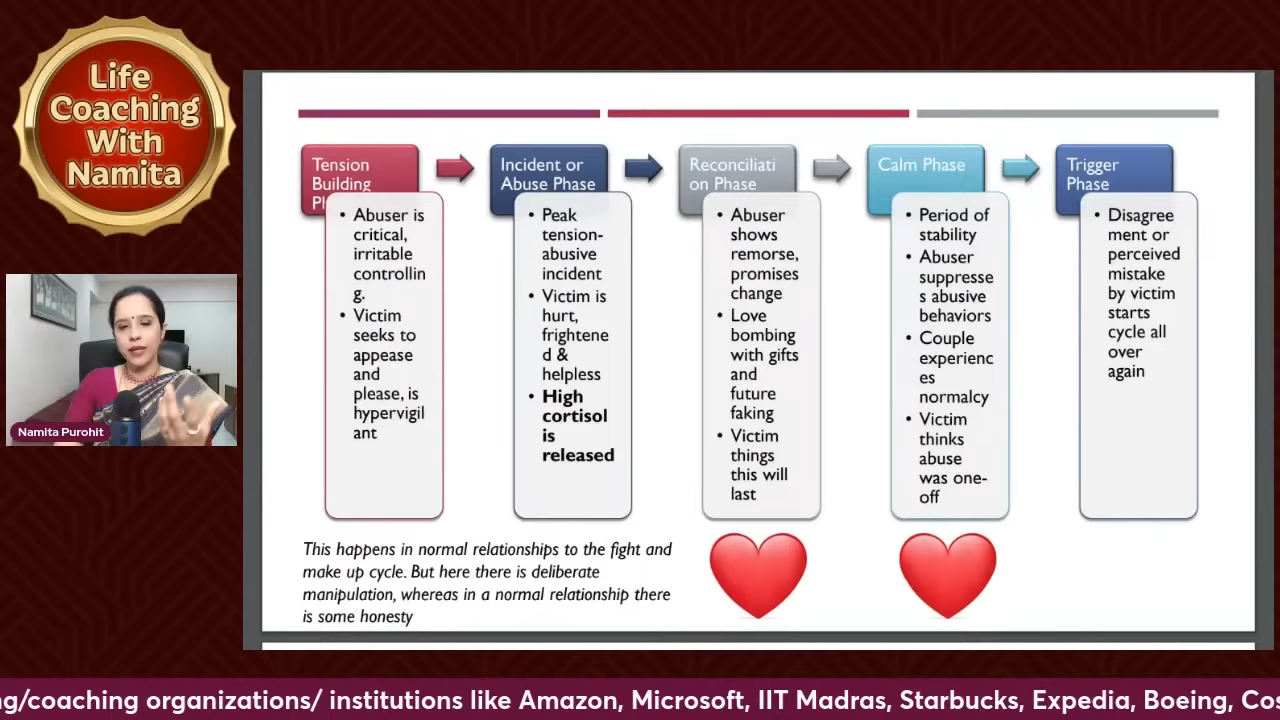 Life
Coaching
With
Namita
Namita Purohit
Tension
Building
Ph
Abuser is
critical,
irritable
controllin
g.
Victim
seeks to
appease
and
please, is
hypervigil
ant
Incident or
Abuse Phase
Peak
tension-
abusive
incident
Victim is
hurt,
frightene
d &
helpless
High
cortisol
is
released
Reconciliati
on Phase
Abuser
shows
remorse,
promises
change
Love
bombing
with gifts
and
future
faking
Victim
things
this will
last
Calm Phase
Period of
stability
Abuser
suppresse
s abusive
behaviors
Couple
experienc
es
normalcy
Victim
thinks
abuse
was one-
off
Trigger
Phase
Disagree
ment or
perceived
mistake
by victim
starts
cycle all
over
again
This happens in normal relationships to the fight and
make up cycle. But here there is deliberate
manipulation, whereas in a normal relationship there
is some honesty
ng/coaching organizations/ institutions like Amazon, Microsoft, IIT Madras, Starbucks, Expedia, Boeing, Cos